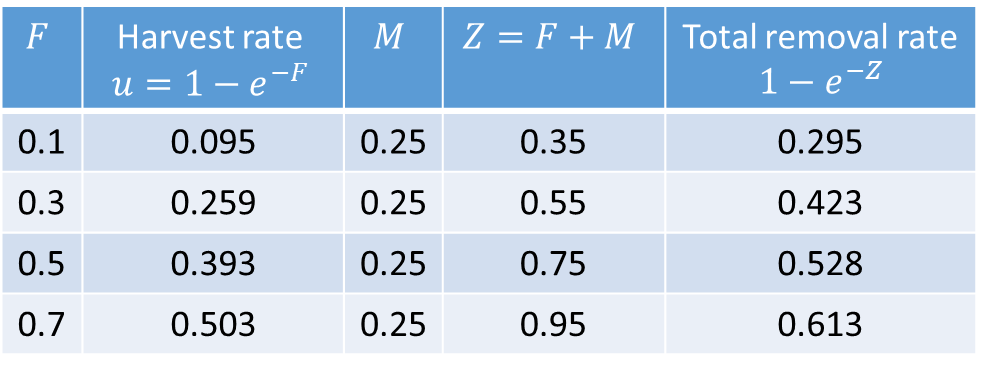 F Harvest rate M Z = F + M Total removal rate
u = 1 − e^−F 1 − e^−Z
0.1 0.095 0.25 0.35 0.295
0.3 0.259 0.25 0.55 0.423
0.5 0.393 0.25 0.75 0.528
0.7 0.503 0.25 0.95 0.613